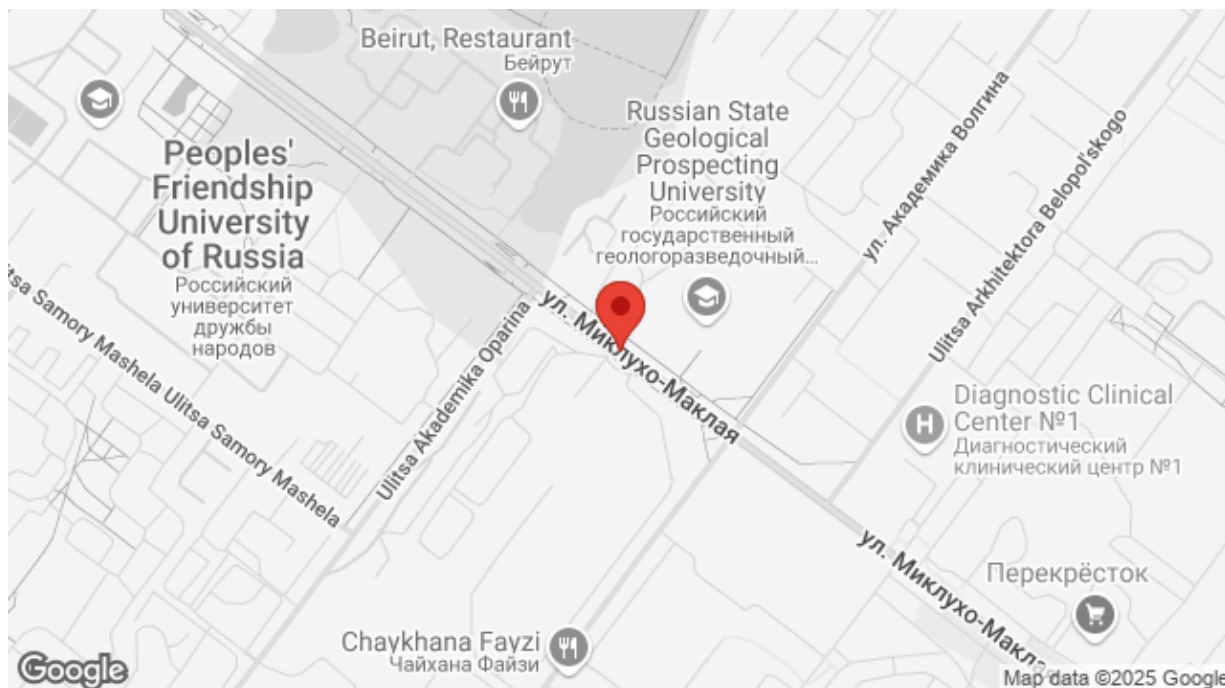 Beirut, Restaurant
Бейрут
Russian State
Geological
Prospecting
University
Российский
государственный
геологоразведочный...
Peoples'
Friendship
University
of Russia
Российский
университет
дружбы
народов
ул. Академика Волгина
Ulitsa Arkhitektora Belopol'skogo
ул. Миклухо-Маклая
Ulitsa Akademika Oparina
Ulitsa Samory Mashela
Ulitsa Samory Mashela
Diagnostic Clinical
Center №1
Диагностический
клинический центр №1
H
ул. Миклухо-Маклая
Перекрёсток
Chaykhana Fayzi
Чайхана Файзи
Google
Map data ©2025 Google